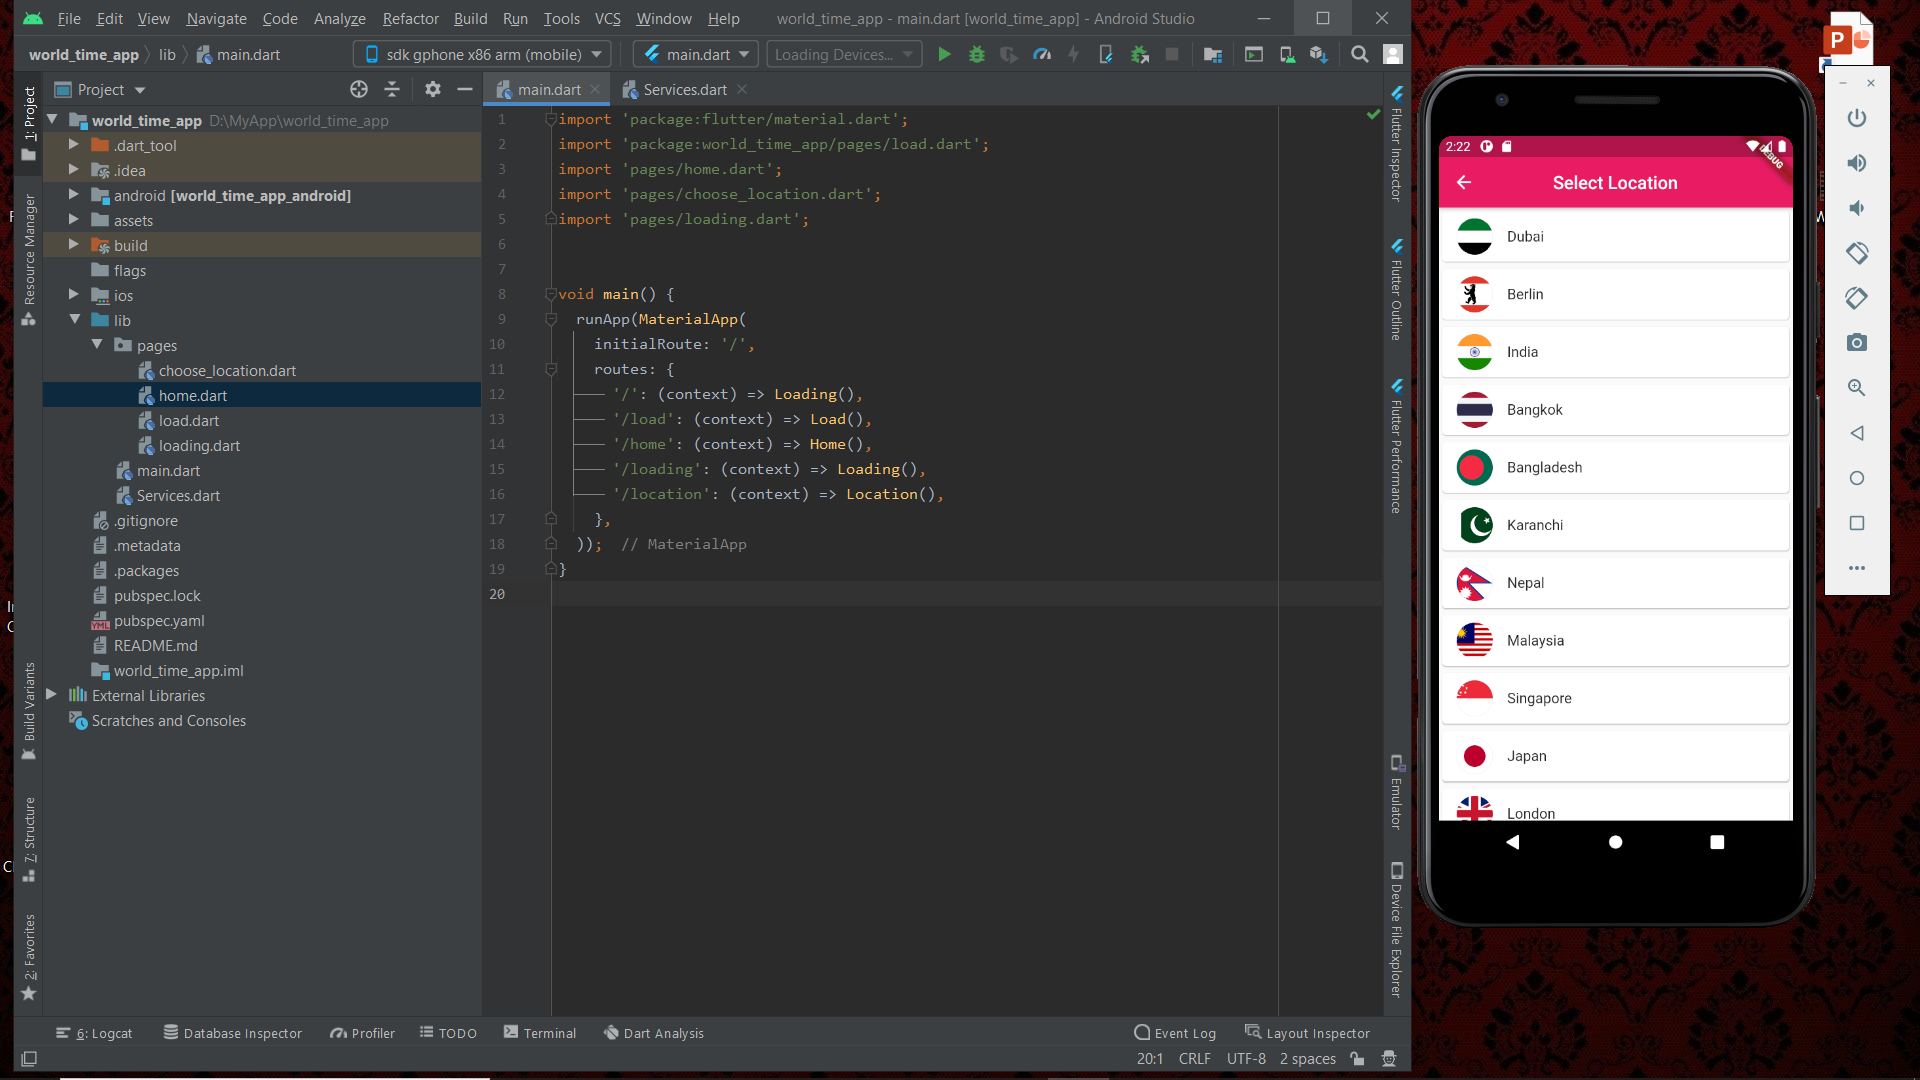 File Edit View Navigate Code Analyze Refactor Build Run Tools VCS Window Help world_time_app - main.dart [world_time_app] - Android Studio
world_time_app lib main.dart sdk gphone x86 arm (mobile) main.dart Loading Devices...
Project main.dart Services.dart
1: Project
Resource Manager
Build Variants
7: Structure
2: Favorites
world_time_app D:\MyApp\world_time_app
.dart_tool
.idea
android [world_time_app_android]
assets
build
flags
ios
lib
pages
choose_location.dart
home.dart
load.dart
loading.dart
main.dart
Services.dart
.gitignore
.metadata
.packages
pubspec.lock
pubspec.yaml
README.md
world_time_app.iml
External Libraries
Scratches and Consoles
1 import 'package:flutter/material.dart';
2 import 'package:world_time_app/pages/load.dart';
3 import 'pages/home.dart';
4 import 'pages/choose_location.dart';
5 import 'pages/loading.dart';
6
7
8 void main() {
9 runApp(MaterialApp(
10 initialRoute: '/',
11 routes: {
12 '/': (context) => Loading(),
13 '/load': (context) => Load(),
14 '/home': (context) => Home(),
15 '/loading': (context) => Loading(),
16 '/location': (context) => Location(),
17 },
18 )); // MaterialApp
19 }
20
Flutter Inspector
Flutter Outline
Flutter Performance
Emulator
Device File Explorer
6: Logcat Database Inspector Profiler TODO Terminal Dart Analysis Event Log Layout Inspector
20:1 CRLF UTF-8 2 spaces
2:22
DEBUG
Select Location
Dubai
Berlin
India
Bangkok
Bangladesh
Karanchi
Nepal
Malaysia
Singapore
Japan
London
P